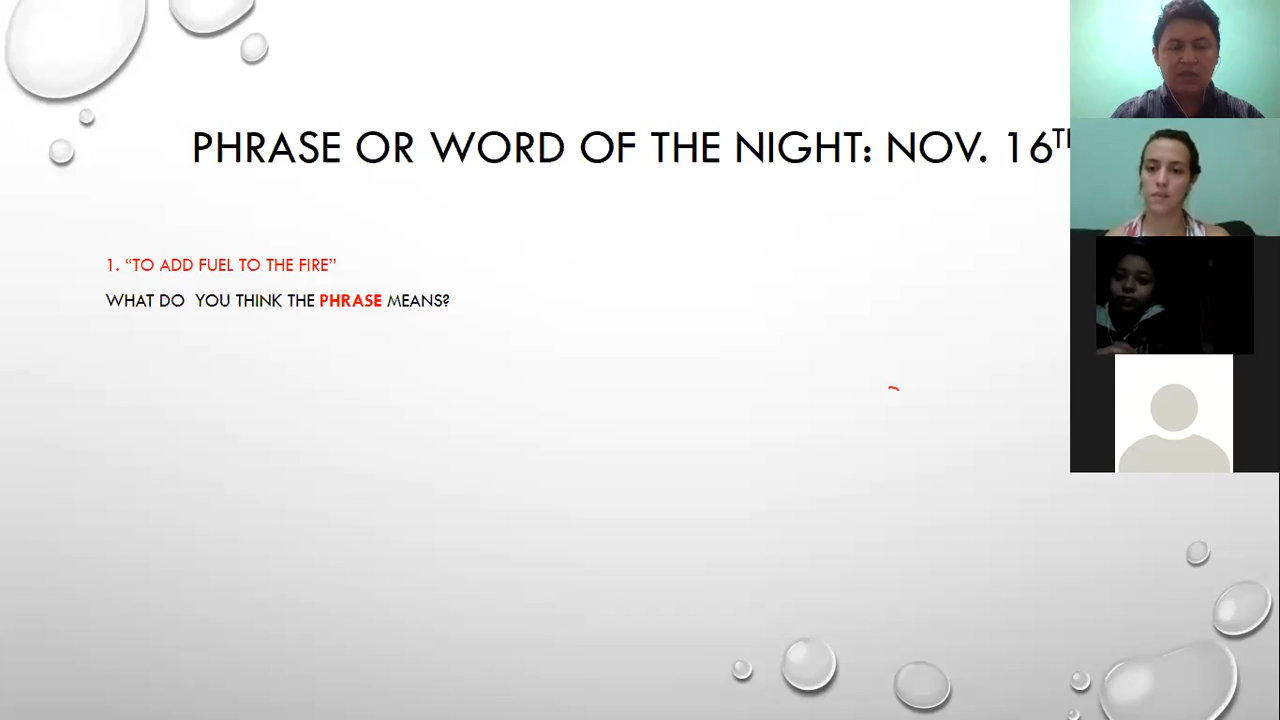 PHRASE OR WORD OF THE NIGHT: NOV. 16TH
1. “TO ADD FUEL TO THE FIRE”
WHAT DO YOU THINK THE PHRASE MEANS?